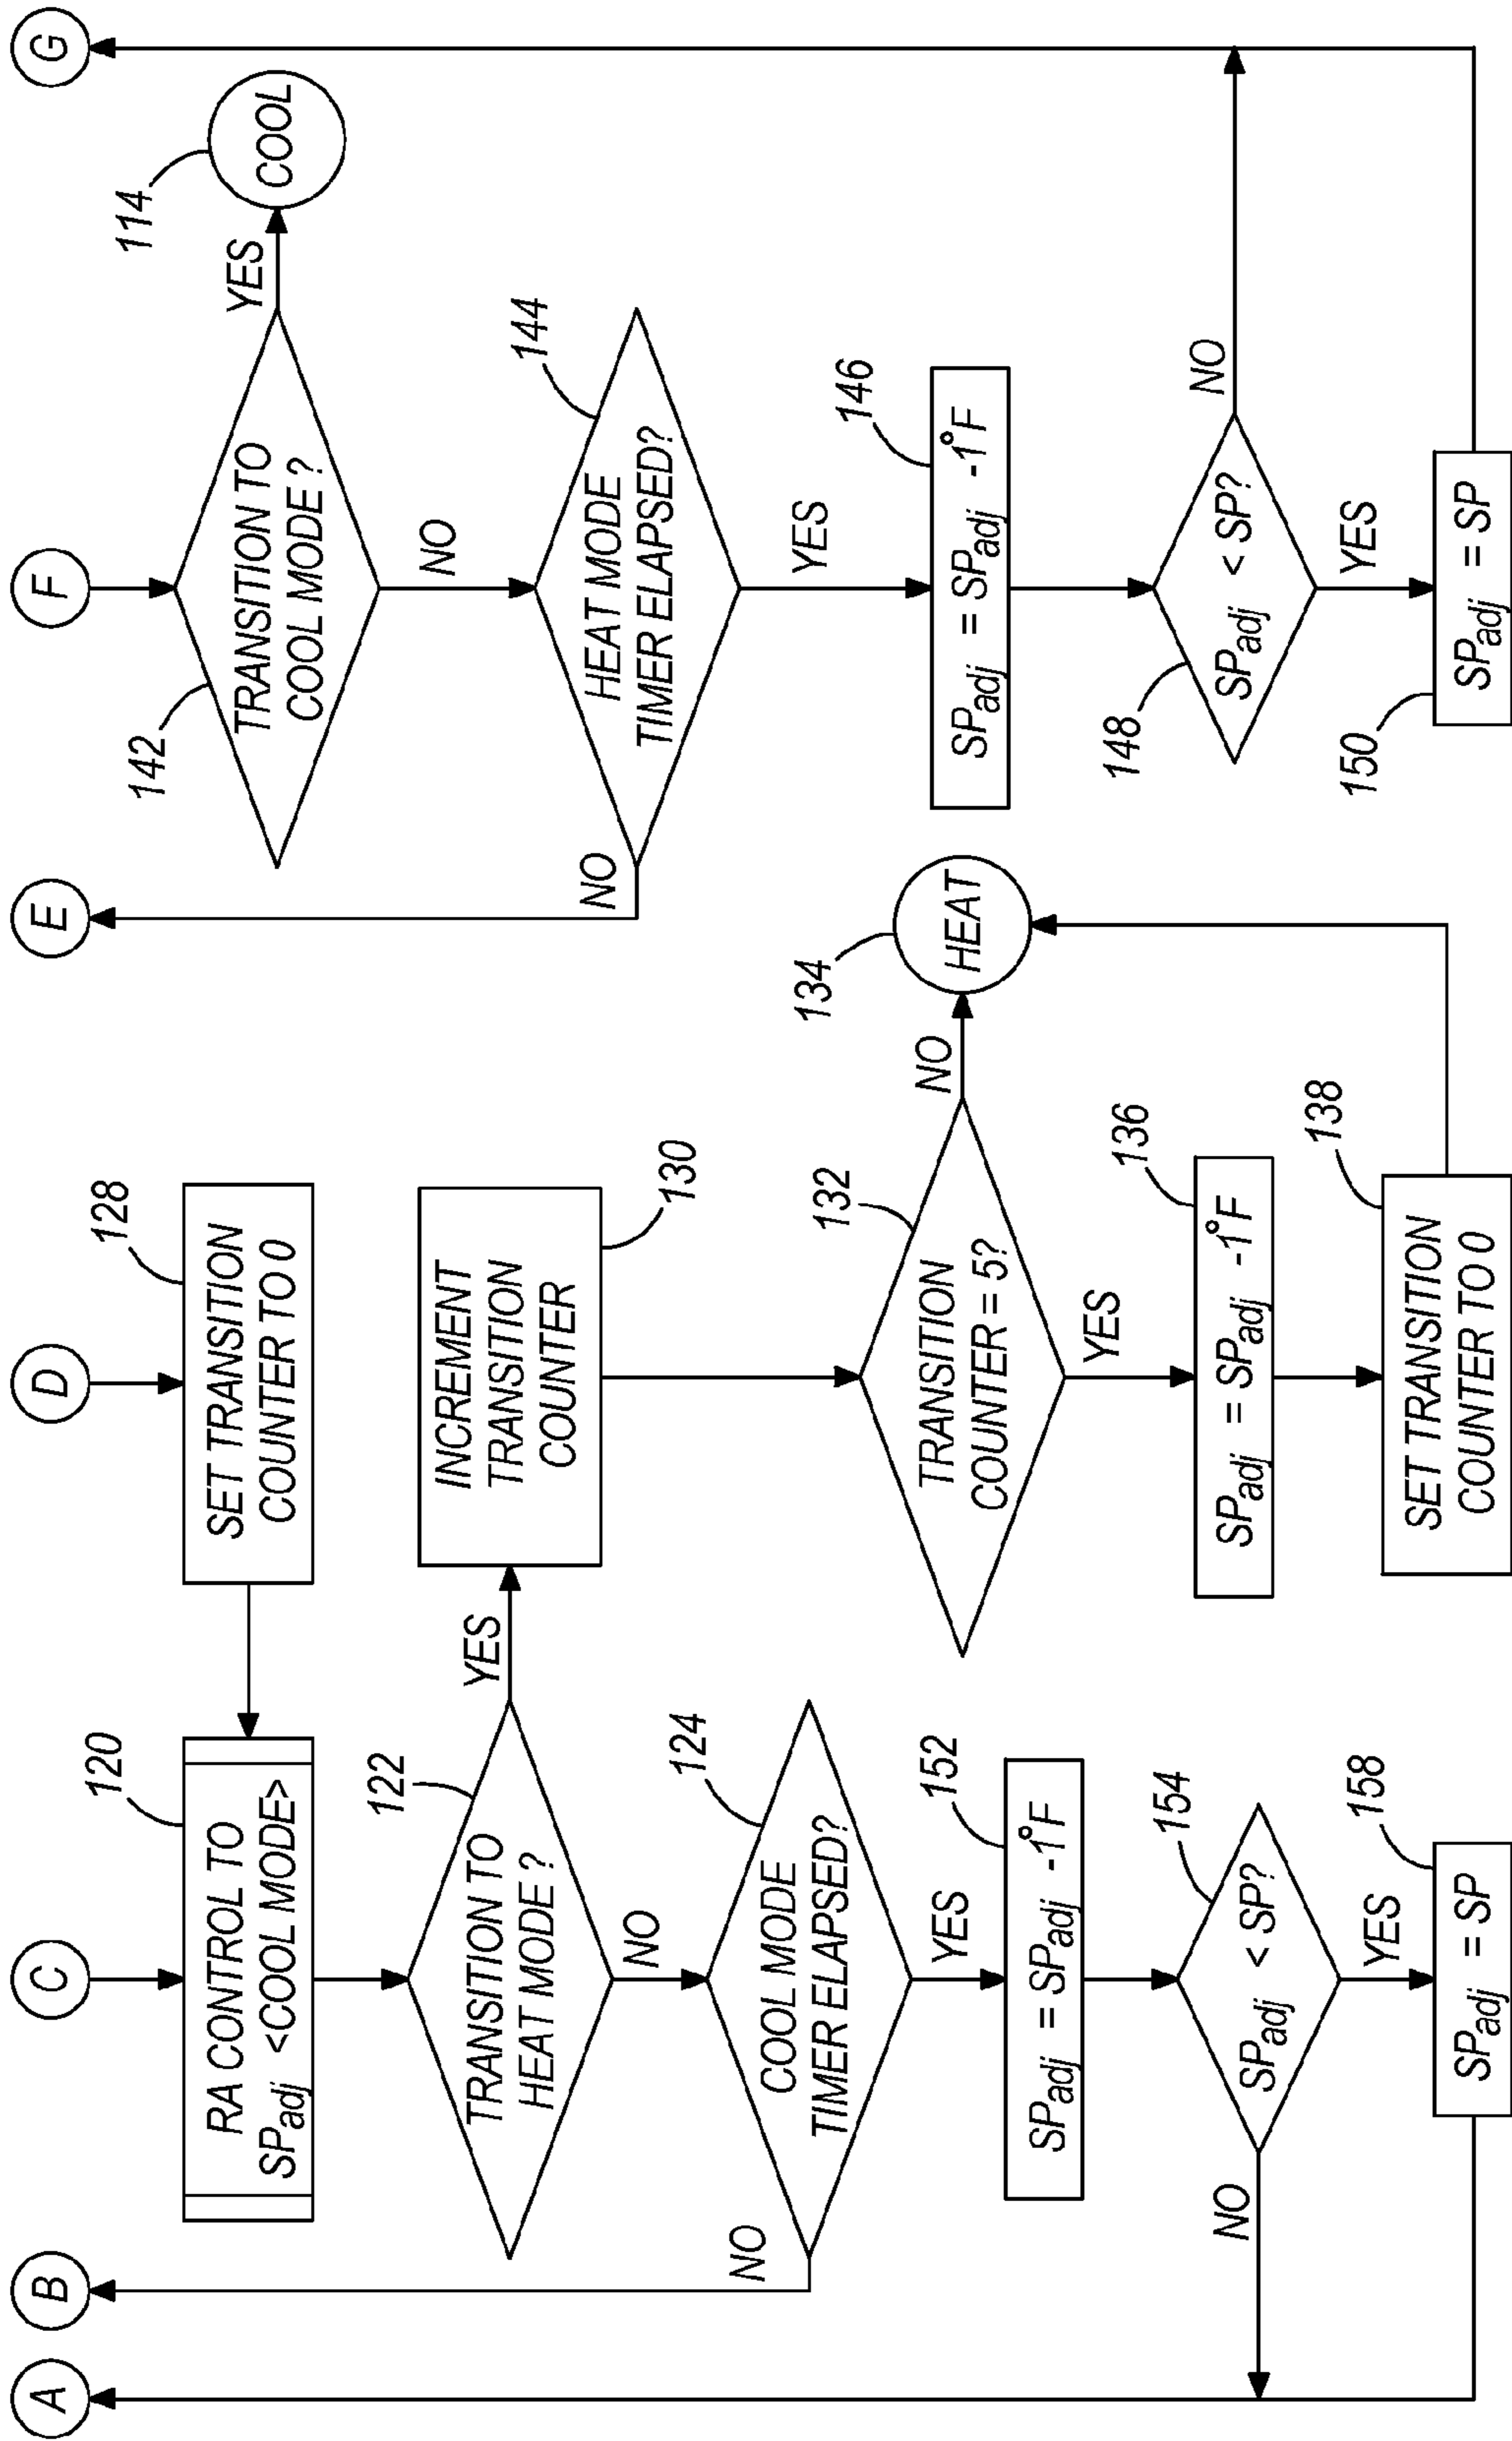 A
B
C
D
E
F
G
120
RA CONTROL TO
SPadj <COOL MODE>
128
SET TRANSITION
COUNTER TO 0
122
TRANSITION TO
HEAT MODE?
YES
NO
INCREMENT
TRANSITION
COUNTER
130
124
COOL MODE
TIMER ELAPSED?
NO
YES
152
SPadj = SPadj -1°F
154
SPadj < SP?
NO
YES
158
SPadj = SP
132
TRANSITION
COUNTER = 5?
NO
134
HEAT
YES
136
SPadj = SPadj -1°F
138
SET TRANSITION
COUNTER TO 0
142
TRANSITION TO
COOL MODE?
YES
114
COOL
NO
144
HEAT MODE
TIMER ELAPSED?
NO
YES
146
SPadj = SPadj -1°F
148
SPadj < SP?
NO
YES
150
SPadj = SP